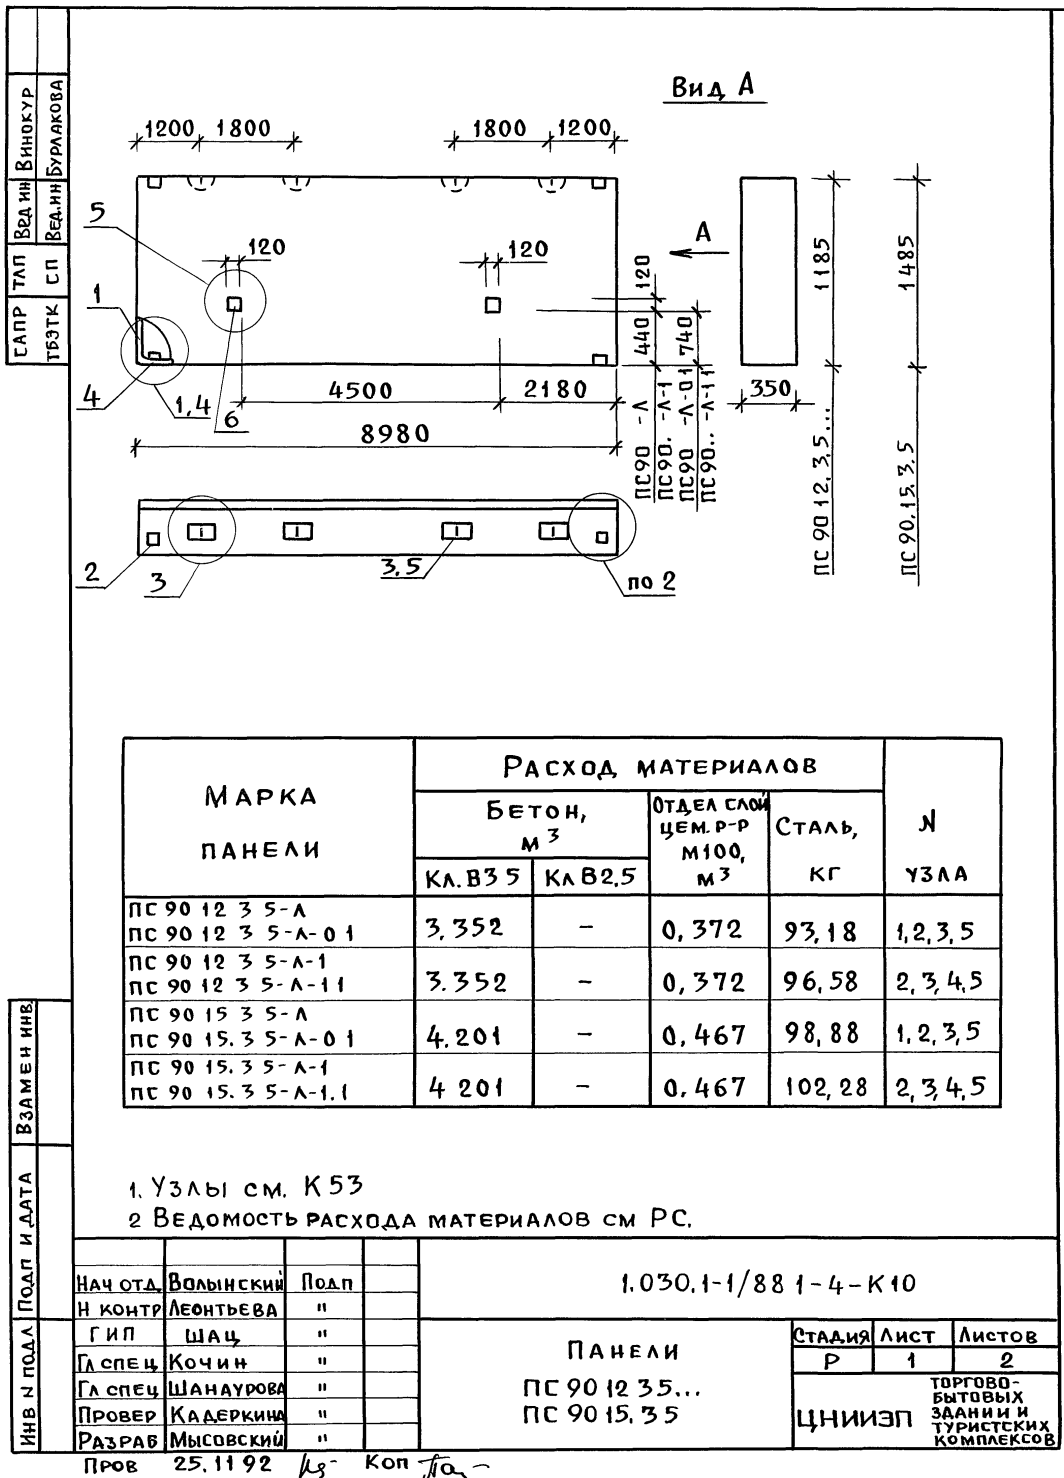 Вид А
1200 1800 1800 1200
САПР ТЛП Вед ин Винокур
ТБЭТК СП Вед.ин Бурлакова
5
120 120
А
1
4
1,4
6
4500 2180
8980
120
440
740
ПС90 -Л
ПС90. -Л-1
ПС90 -Л-01
ПС90.. -Л-11
350
1185
ПС 90 12, 3,5...
1485
ПС 90.15.3.5
2
3
3,5
по 2
Марка панели
Расход материалов
Бетон, м3
Кл. В3 5
Кл В2,5
Отдел слой цем. р-р М100, м3
Сталь, кг
N узла
ПС 90 12 3 5-Л
ПС 90 12 3 5-Л-0 1
3.352 – 0,372 93,18 1,2,3,5
ПС 90 12 3 5-Л-1
ПС 90 12 3 5-Л-11
3.352 – 0,372 96,58 2,3,4,5
ПС 90 15 3 5-Л
ПС 90 15.3 5-Л-0 1
4.201 – 0,467 98,88 1,2,3,5
ПС 90 15.3 5-Л-1
ПС 90 15.3 5-Л-1.1
4 201 – 0.467 102,28 2,3,4,5
1. Узлы см. К53
2 Ведомость расхода материалов см РС.
Взамен инв
Подп и дата
Инв N подл
Нач отд. Волынский Подп
Н контр Леонтьева "
ГИП Шац "
Гл спец Кочин "
Гл спец Шанаурова "
Провер Кадеркина "
Разраб Мысовский "
1.030.1-1/88 1-4-К10
Панели
ПС 90 12 3 5...
ПС 90 15. 3 5
Стадия Лист Листов
Р 1 2
ЦНИИЭП
торгово-
бытовых
здании и
туристских
комплексов
Пров 25.11 92 Коп